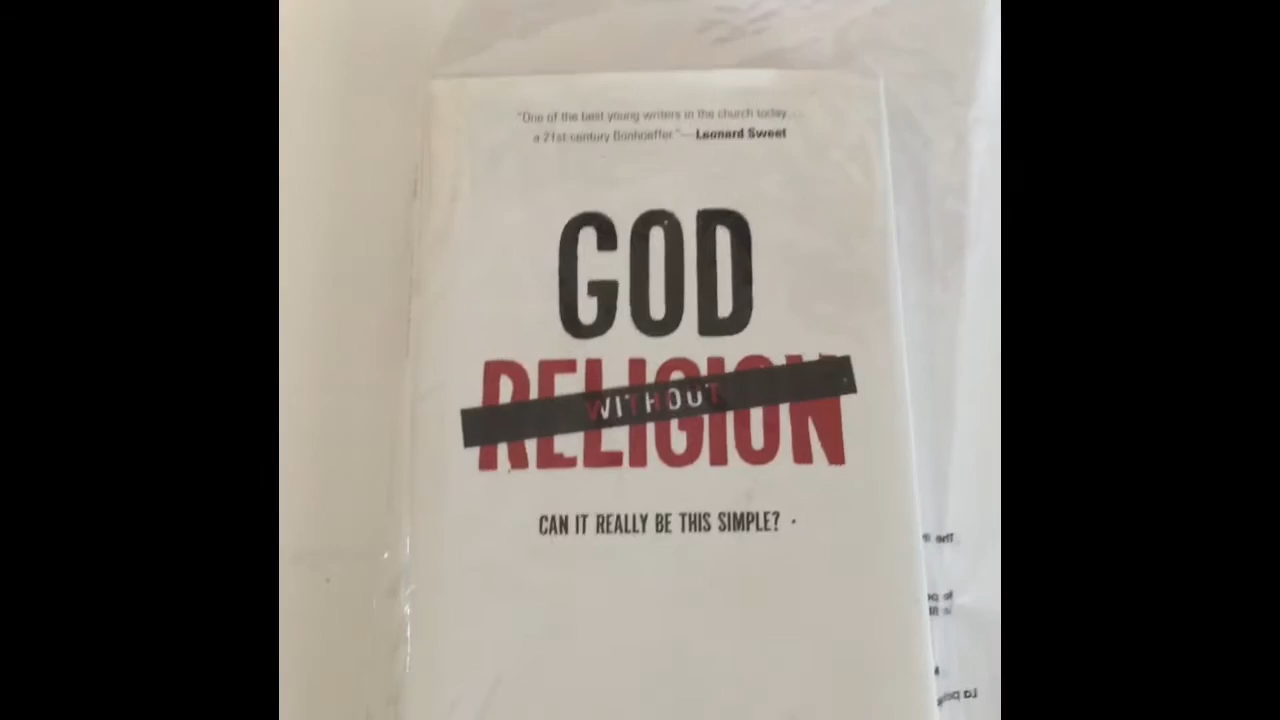 "One of the best young writers in the church today...
a 21st-century Bonhoeffer."—Leonard Sweet
GOD
WITHOUT
RELIGION
CAN IT REALLY BE THIS SIMPLE?